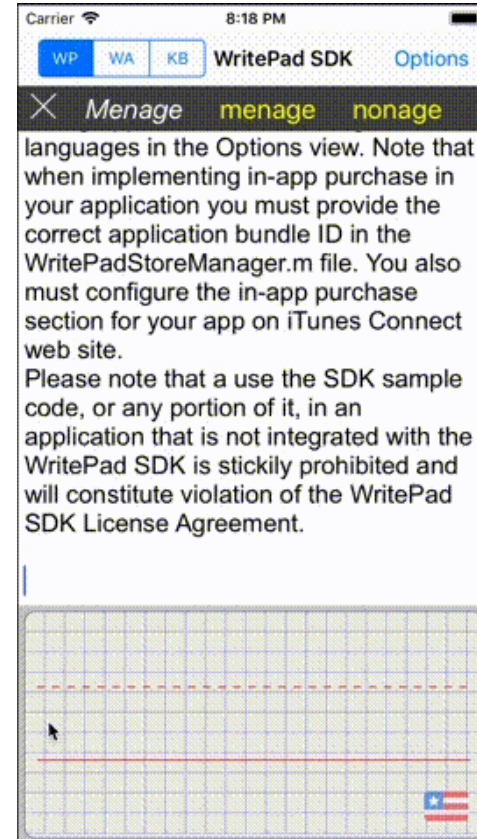 Carrier 8:18 PM
WP WA KB WritePad SDK Options
Menage menage nonage
languages in the Options view. Note that
when implementing in-app purchase in
your application you must provide the
correct application bundle ID in the
WritePadStoreManager.m file. You also
must configure the in-app purchase
section for your app on iTunes Connect
web site.
Please note that a use the SDK sample
code, or any portion of it, in an
application that is not integrated with the
WritePad SDK is stickily prohibited and
will constitute violation of the WritePad
SDK License Agreement.